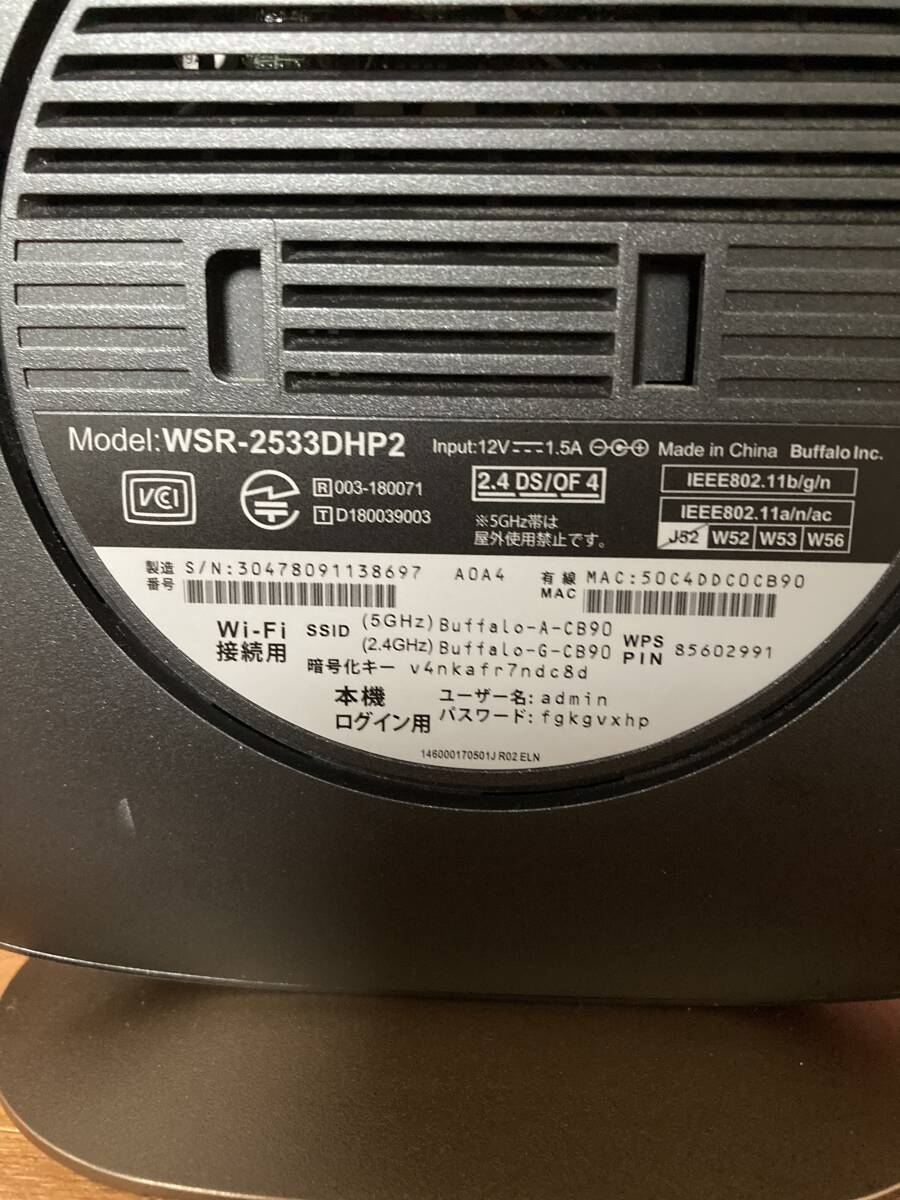 Model:WSR-2533DHP2 Input:12V 1.5A Made in China Buffalo Inc.
VCCI R 003-180071 2.4 DS/OF 4 IEEE802.11b/g/n
T D180039003 ※5GHz帯は IEEE802.11a/n/ac
屋外使用禁止です。 J52 W52 W53 W56
製造 S/N:30478091138697 A0A4 有線 MAC:50C4DDC0CB90
番号 MAC
Wi-Fi SSID (5GHz) Buffalo-A-CB90 WPS
接続用 (2.4GHz) Buffalo-G-CB90 PIN 85602991
暗号化キー v4nkafr7ndc8d
本機 ユーザー名: admin
ログイン用 パスワード: fgkgvxhp
146000170501J R02 ELN